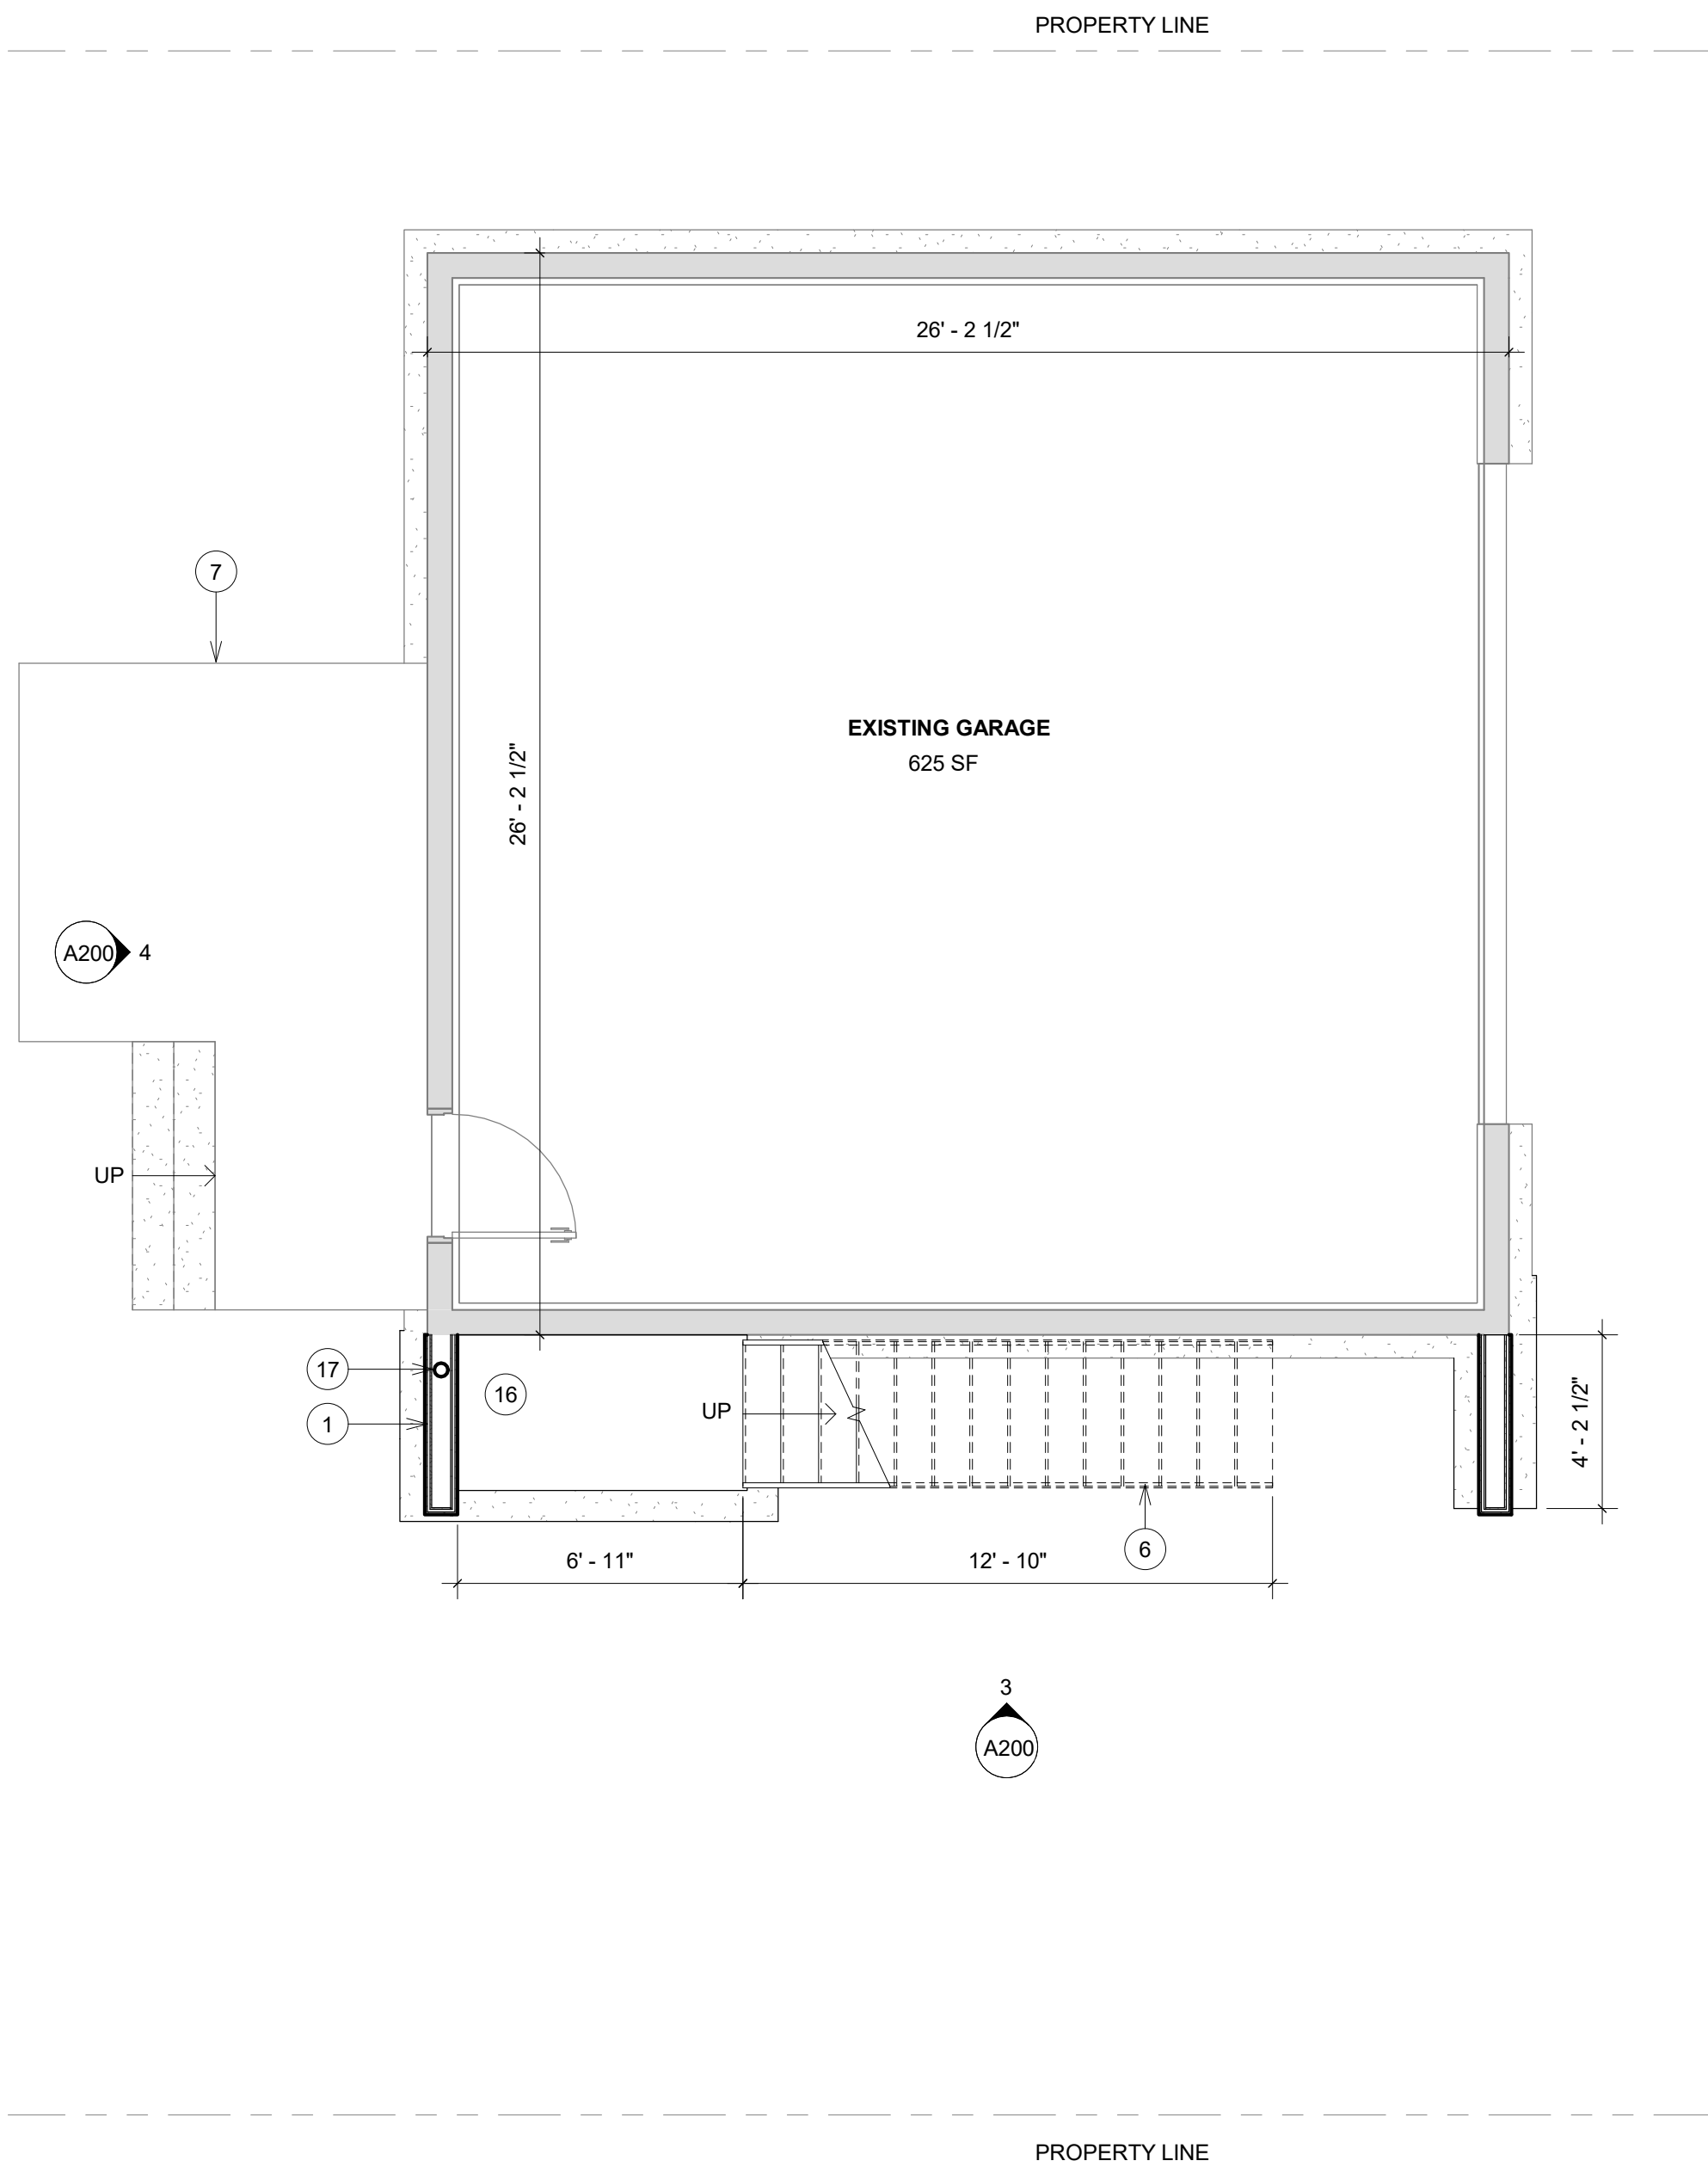 PROPERTY LINE
26' - 2 1/2"
7
EXISTING GARAGE
625 SF
26' - 2 1/2"
A200 4
UP
17
16
1
UP
4' - 2 1/2"
6' - 11"
12' - 10"
6
3
A200
PROPERTY LINE